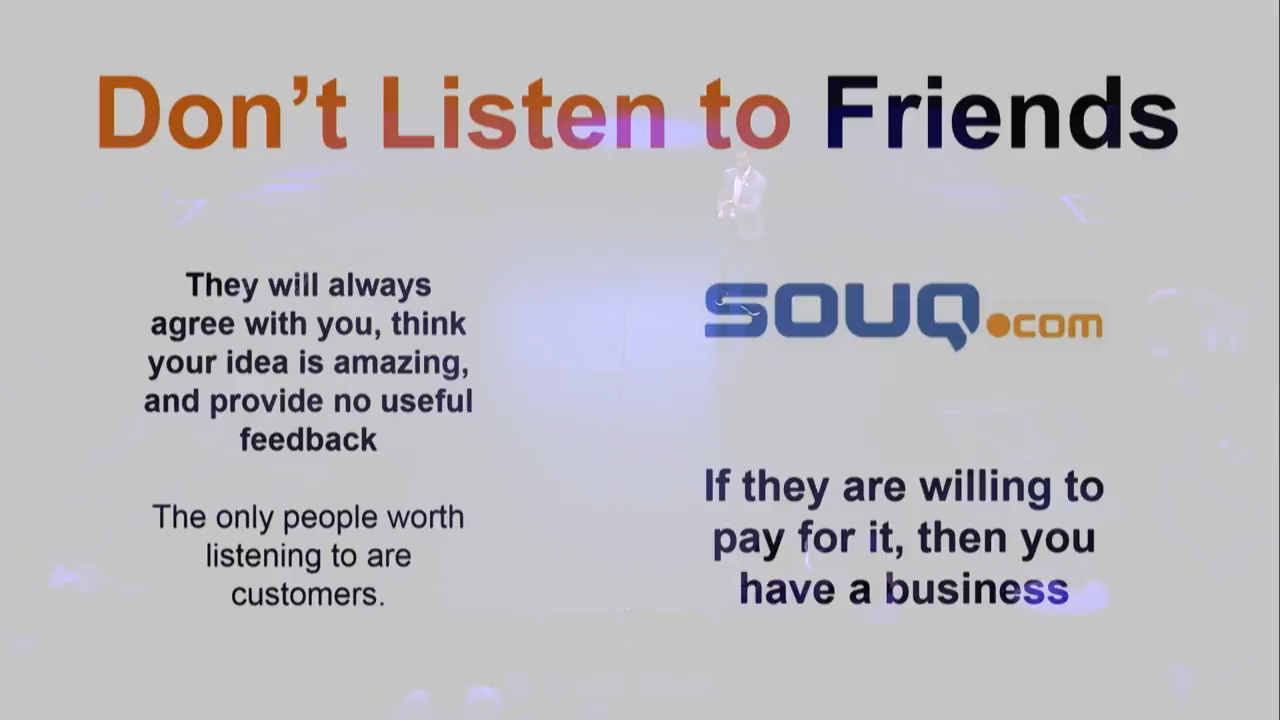 Don't Listen to Friends
They will always
agree with you, think
your idea is amazing,
and provide no useful
feedback
The only people worth
listening to are
customers.
souq.com
If they are willing to
pay for it, then you
have a business